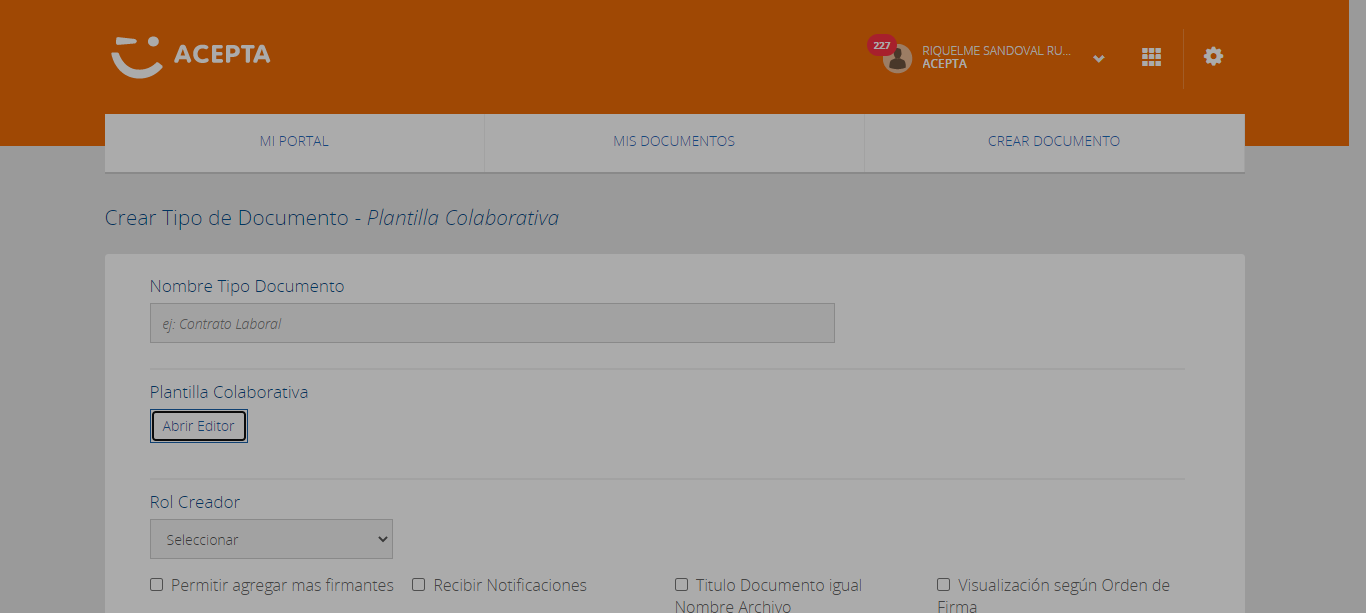 ACEPTA
227
RIQUELME SANDOVAL RU...
ACEPTA
MI PORTAL
MIS DOCUMENTOS
CREAR DOCUMENTO
Crear Tipo de Documento - Plantilla Colaborativa
Nombre Tipo Documento
ej: Contrato Laboral
Plantilla Colaborativa
Abrir Editor
Rol Creador
Seleccionar
Permitir agregar mas firmantes
Recibir Notificaciones
Titulo Documento igual
Nombre Archivo
Visualización según Orden de
Firma